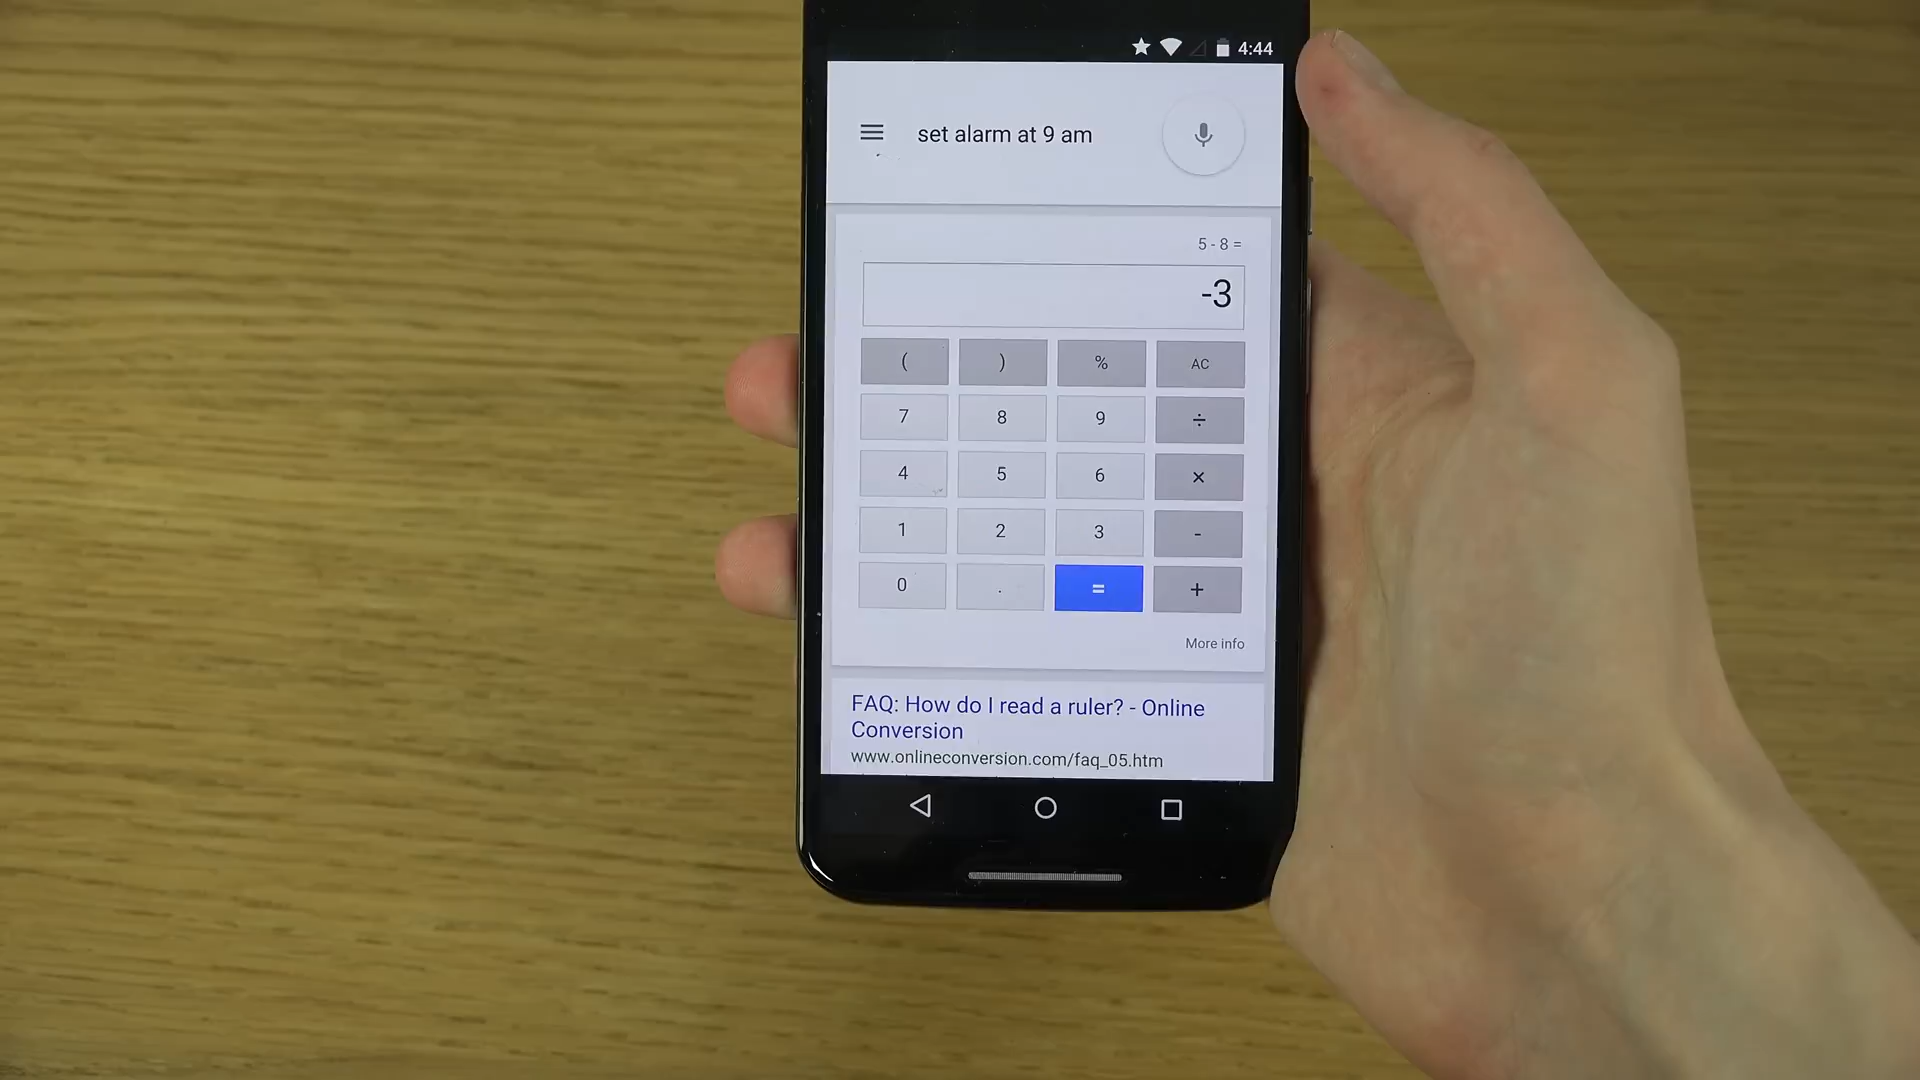 4:44
set alarm at 9 am
5 - 8 =
-3
( ) % AC
7 8 9 ÷
4 5 6 ×
1 2 3 -
0 . = +
More info
FAQ: How do I read a ruler? - Online
Conversion
www.onlineconversion.com/faq_05.htm